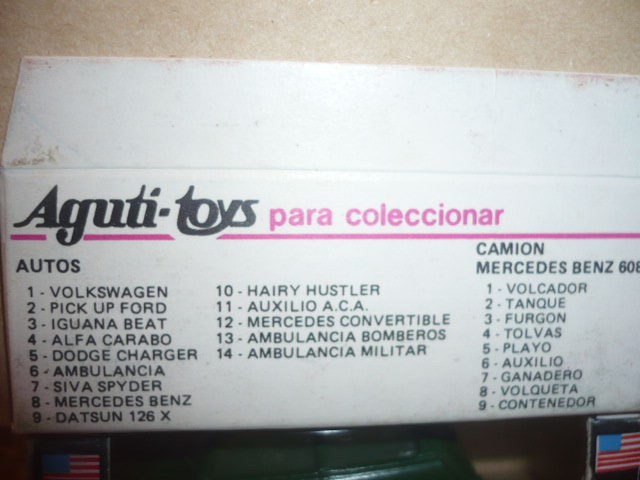 Aguti-toys para coleccionar
AUTOS
1 - VOLKSWAGEN
2 - PICK UP FORD
3 - IGUANA BEAT
4 - ALFA CARABO
5 - DODGE CHARGER
6 - AMBULANCIA
7 - SIVA SPYDER
8 - MERCEDES BENZ
9 - DATSUN 126 X
10 - HAIRY HUSTLER
11 - AUXILIO A.C.A.
12 - MERCEDES CONVERTIBLE
13 - AMBULANCIA BOMBEROS
14 - AMBULANCIA MILITAR
CAMION
MERCEDES BENZ 608
1 - VOLCADOR
2 - TANQUE
3 - FURGON
4 - TOLVAS
5 - PLAYO
6 - AUXILIO
7 - GANADERO
8 - VOLQUETA
9 - CONTENEDOR